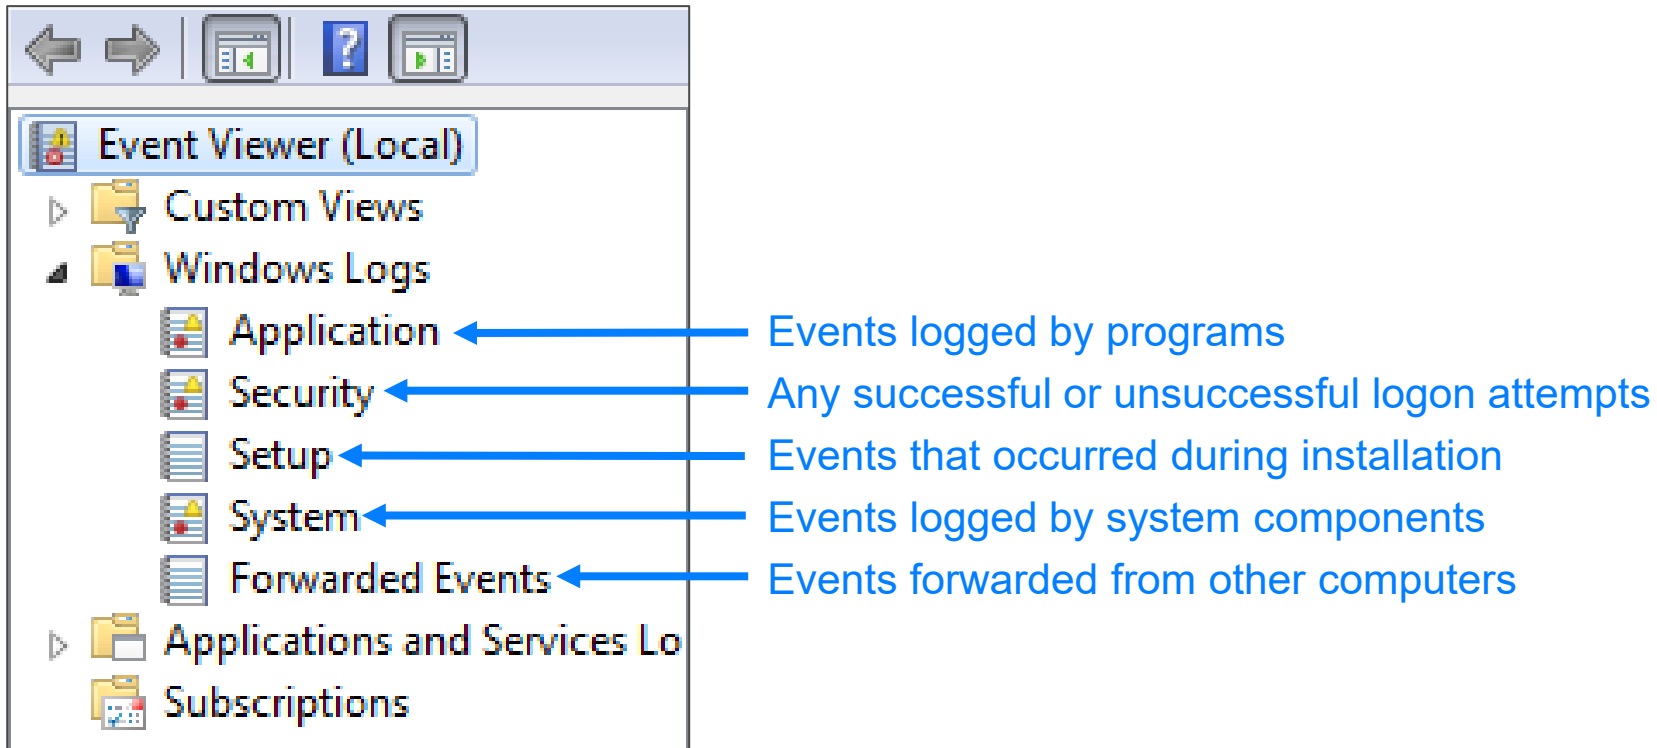 ?
Event Viewer (Local)
Custom Views
Windows Logs
Application
Events logged by programs
Security
Any successful or unsuccessful logon attempts
Setup
Events that occurred during installation
System
Events logged by system components
Forwarded Events
Events forwarded from other computers
Applications and Services Lo
Subscriptions